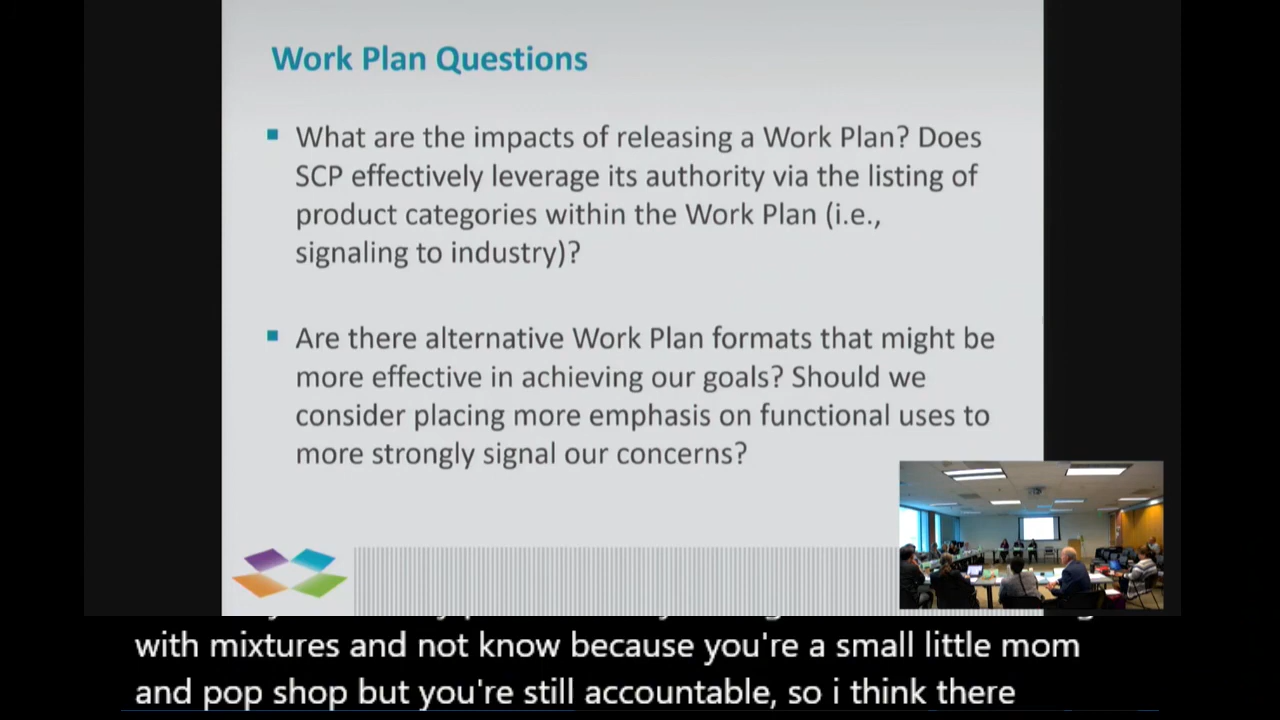 Work Plan Questions
What are the impacts of releasing a Work Plan? Does
SCP effectively leverage its authority via the listing of
product categories within the Work Plan (i.e.,
signaling to industry)?
Are there alternative Work Plan formats that might be
more effective in achieving our goals? Should we
consider placing more emphasis on functional uses to
more strongly signal our concerns?
with mixtures and not know because you're a small little mom
and pop shop but you're still accountable, so i think there